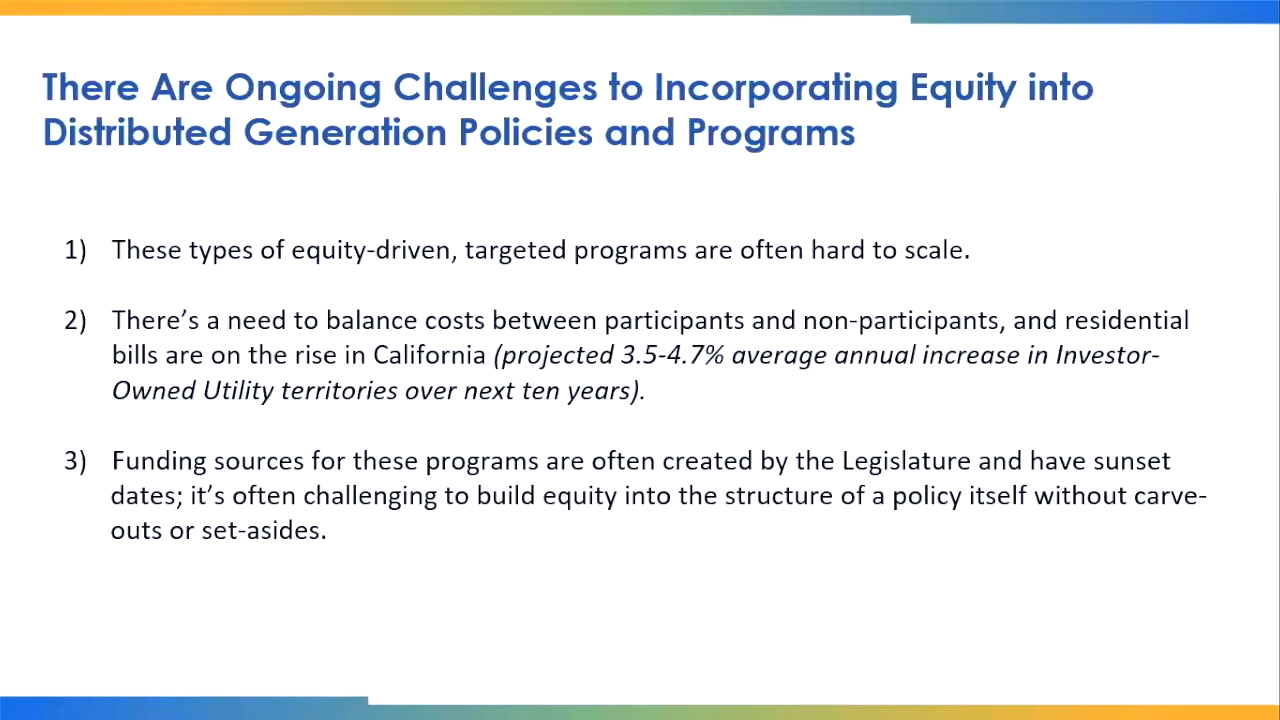 There Are Ongoing Challenges to Incorporating Equity into
Distributed Generation Policies and Programs
1) These types of equity-driven, targeted programs are often hard to scale.
2) There’s a need to balance costs between participants and non-participants, and residential
bills are on the rise in California (projected 3.5-4.7% average annual increase in Investor-
Owned Utility territories over next ten years).
3) Funding sources for these programs are often created by the Legislature and have sunset
dates; it’s often challenging to build equity into the structure of a policy itself without carve-
outs or set-asides.